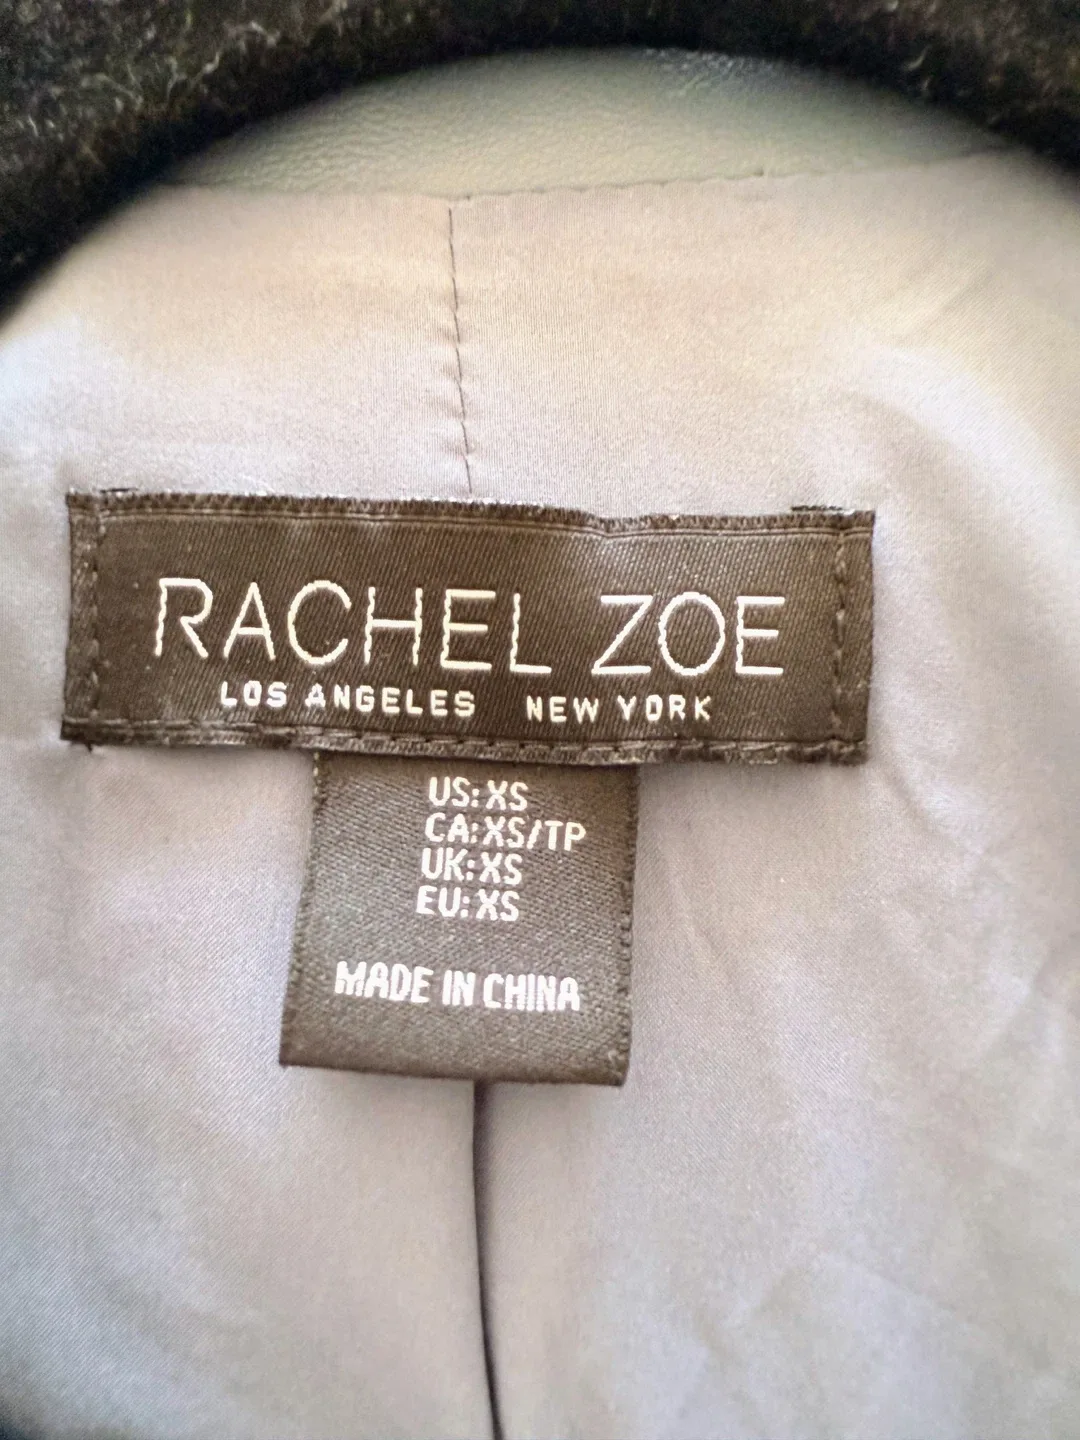 RACHEL ZOE
LOS ANGELES NEW YORK
US: XS
CA: XS/TP
UK: XS
EU: XS
MADE IN CHINA